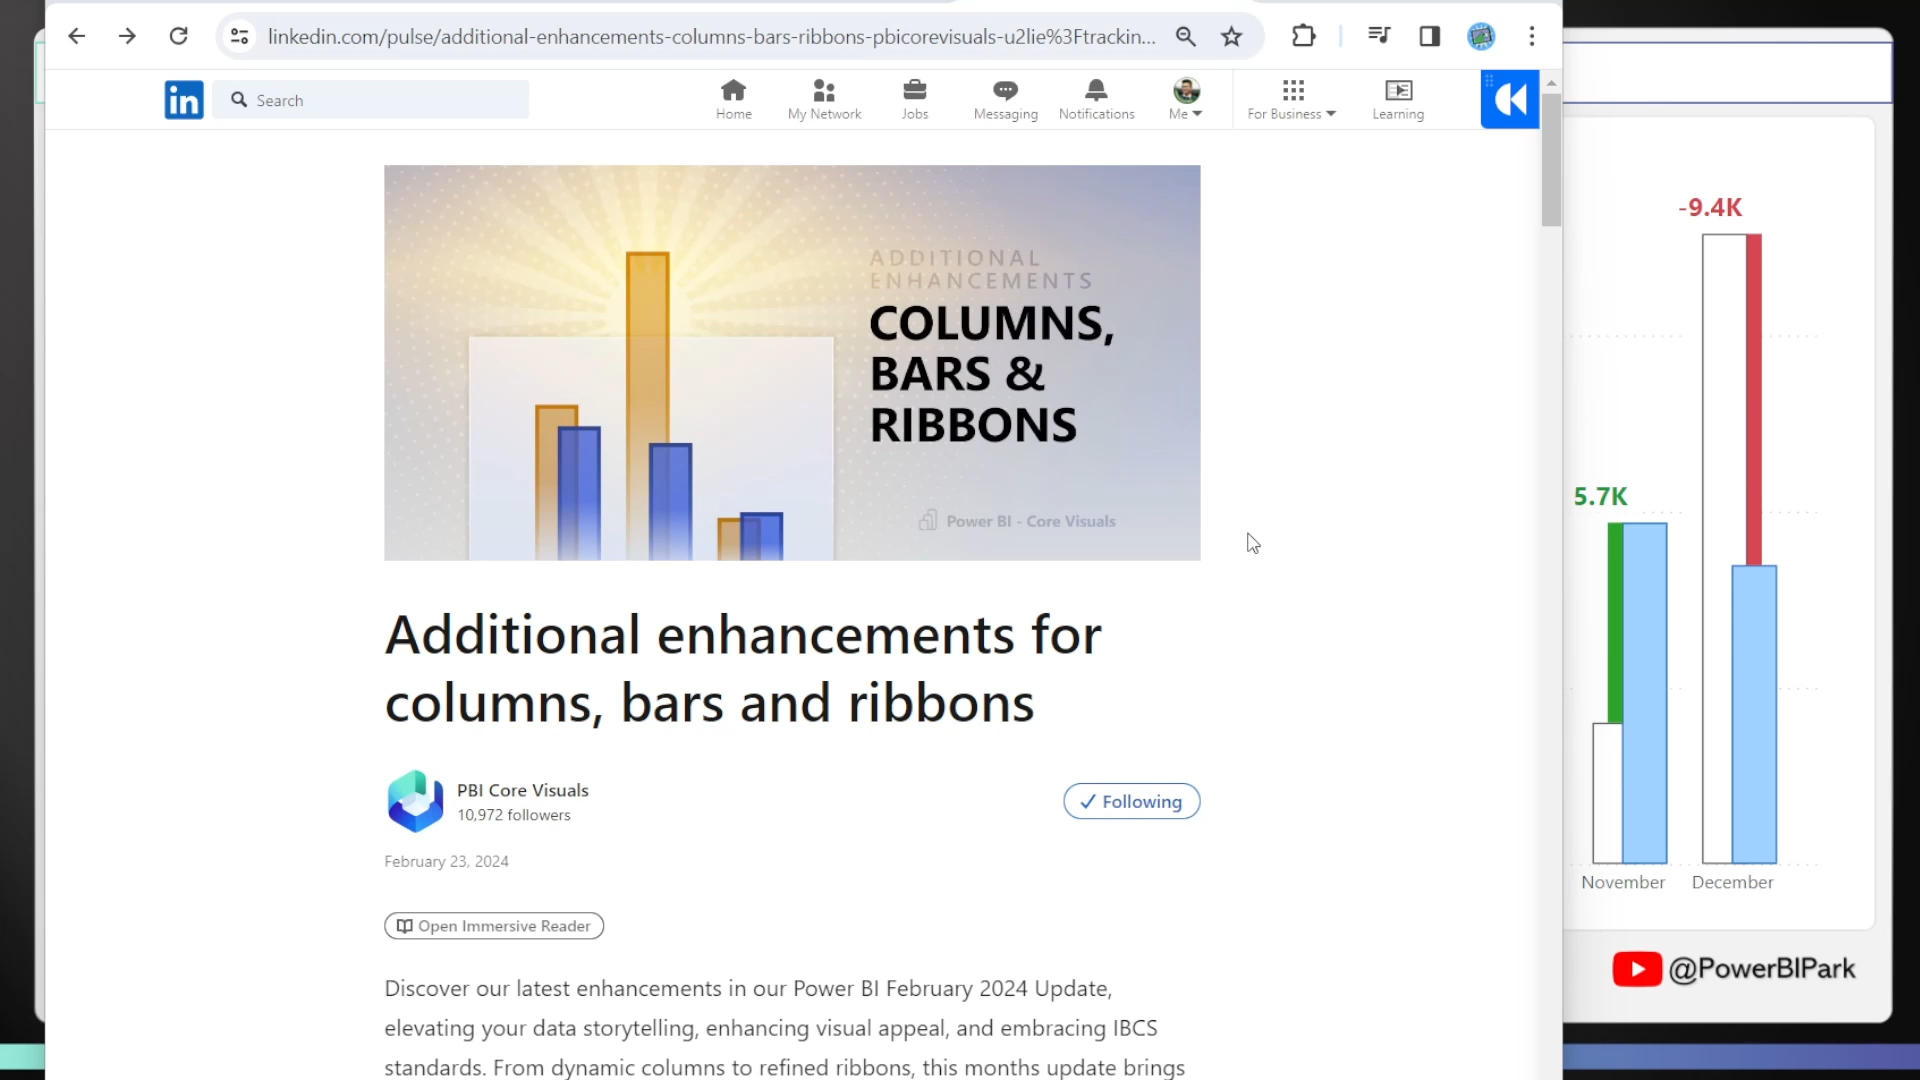 linkedin.com/pulse/additional-enhancements-columns-bars-ribbons-pbicorevisuals-u2lie%3Ftrackin...
in
Search
Home
My Network
Jobs
Messaging
Notifications
Me
For Business
Learning
ADDITIONAL
ENHANCEMENTS
COLUMNS,
BARS &
RIBBONS
Power BI - Core Visuals
Additional enhancements for
columns, bars and ribbons
PBI Core Visuals
10,972 followers
Following
February 23, 2024
Open Immersive Reader
Discover our latest enhancements in our Power BI February 2024 Update,
elevating your data storytelling, enhancing visual appeal, and embracing IBCS
standards. From dynamic columns to refined ribbons, this months update brings
-9.4K
5.7K
November
December
@PowerBIPark